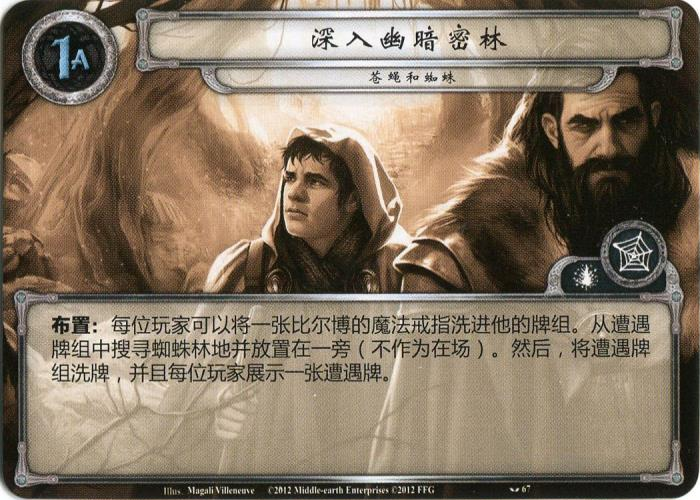 1A
深入幽暗密林
苍蝇和蜘蛛
布置：每位玩家可以将一张比尔博的魔法戒指洗进他的牌组。从遭遇
牌组中搜寻蜘蛛林地并放置在一旁（不作为在场）。然后，将遭遇牌
组洗牌，并且每位玩家展示一张遭遇牌。
Illus. Magali Villeneuve ©2012 Middle-earth Enterprises ©2012 FFG 67